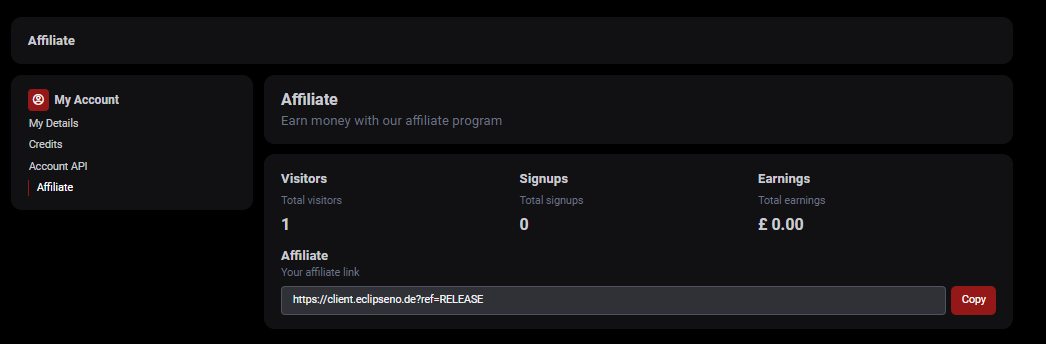 Affiliate
My Account
My Details
Credits
Account API
Affiliate
Affiliate
Earn money with our affiliate program
Visitors
Total visitors
1
Signups
Total signups
0
Earnings
Total earnings
£ 0.00
Affiliate
Your affiliate link
https://client.eclipseno.de?ref=RELEASE
Copy